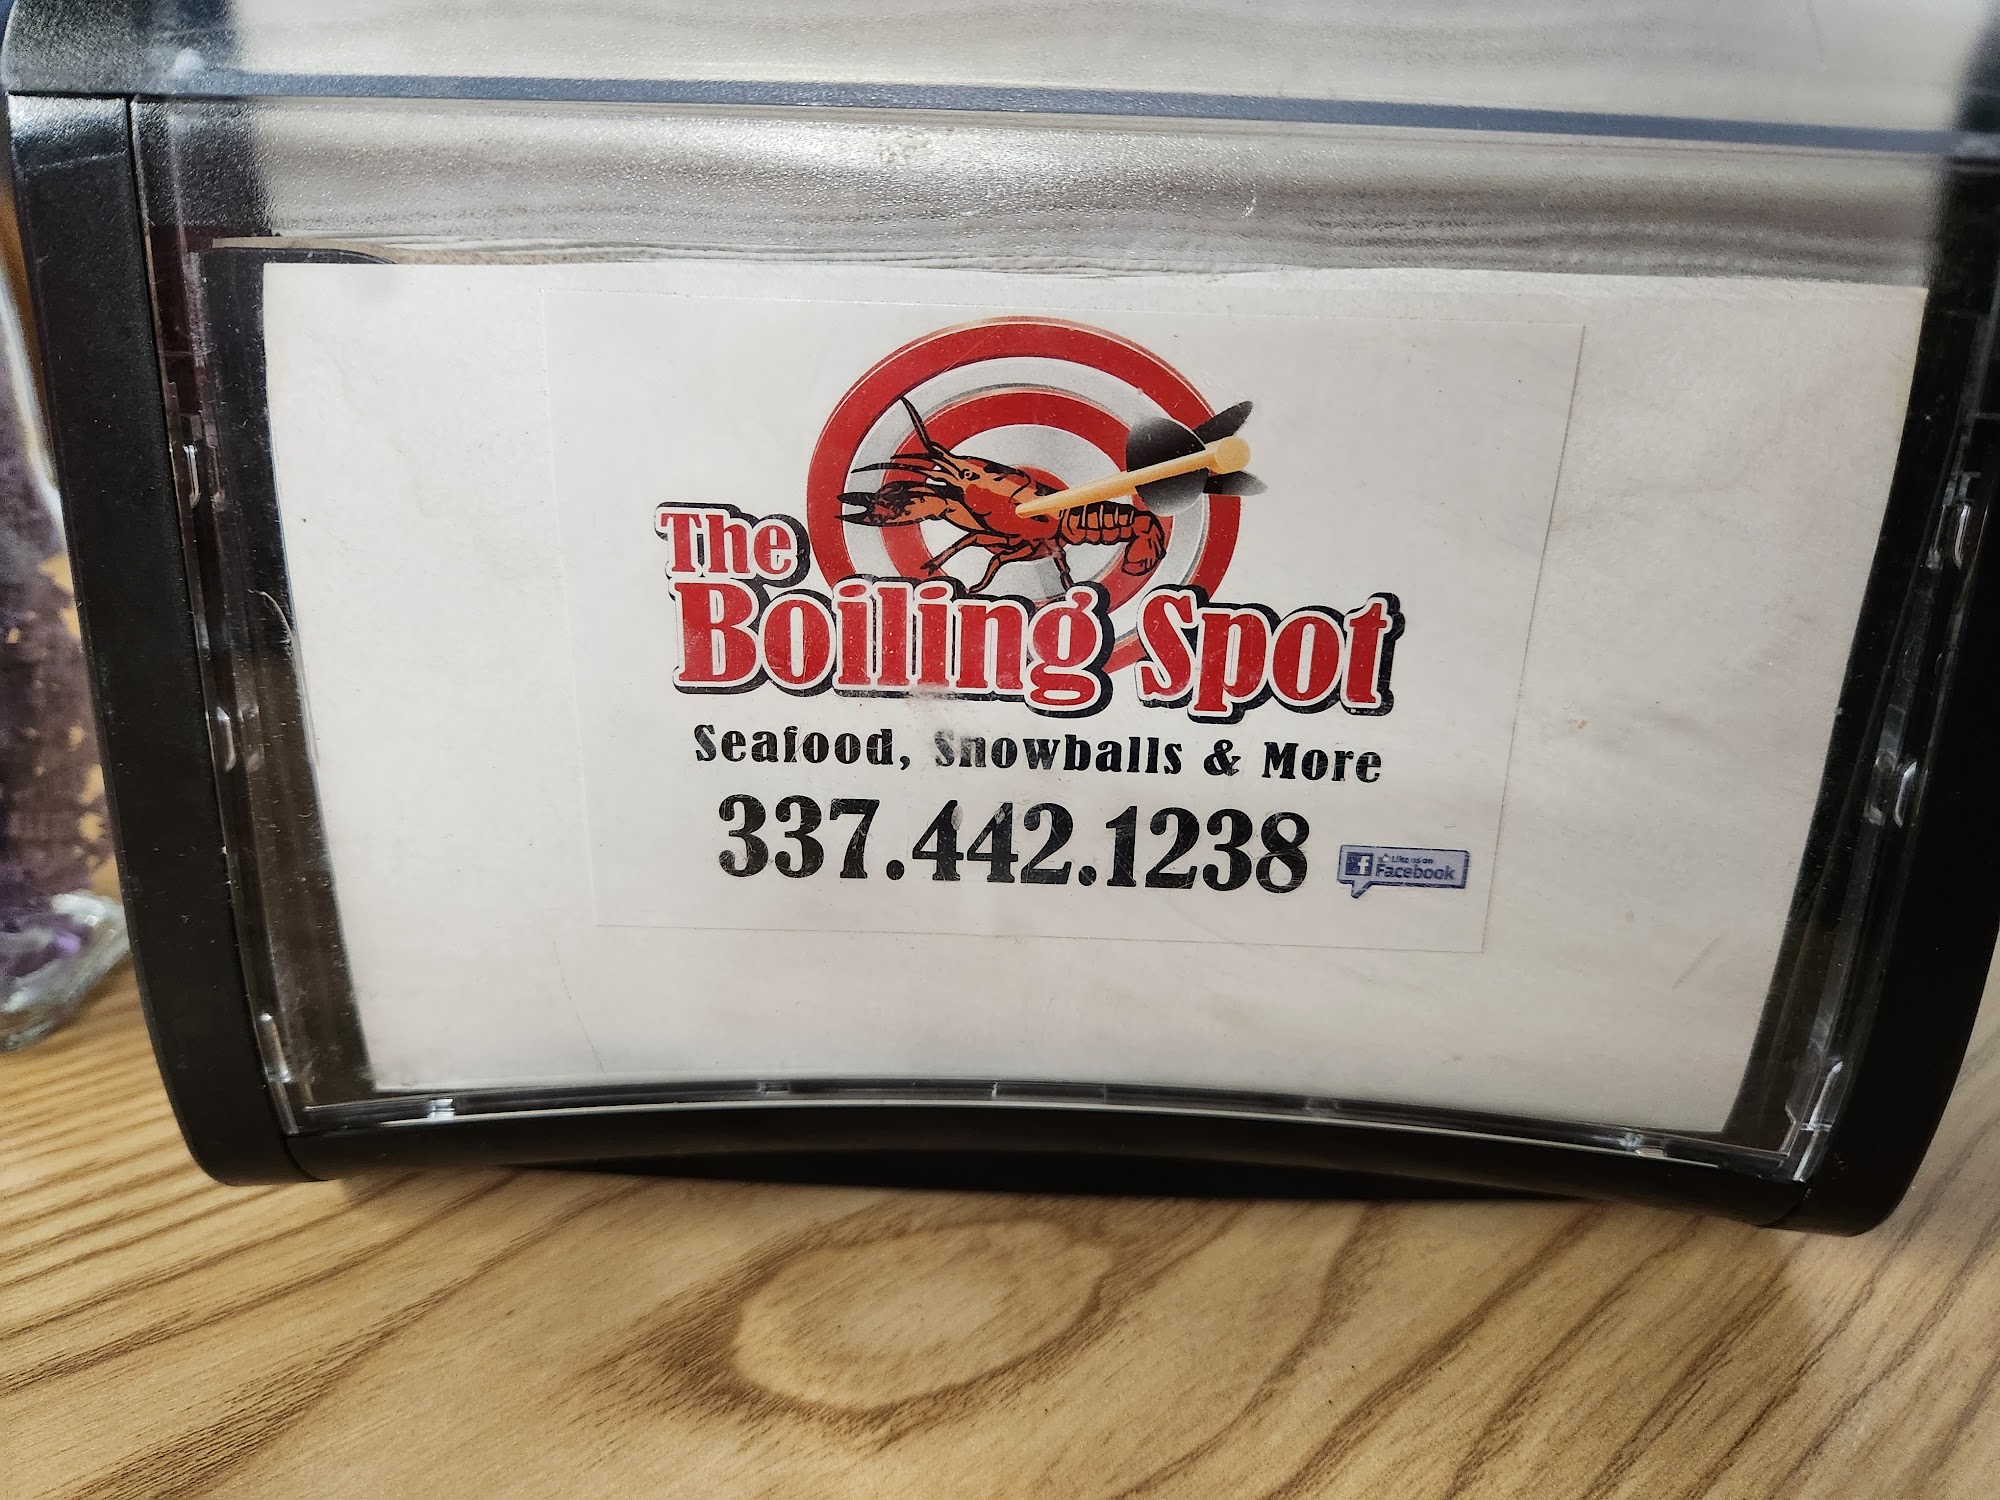 The
Boiling Spot
Seafood, Snowballs & More
337.442.1238
f Like us on
Facebook